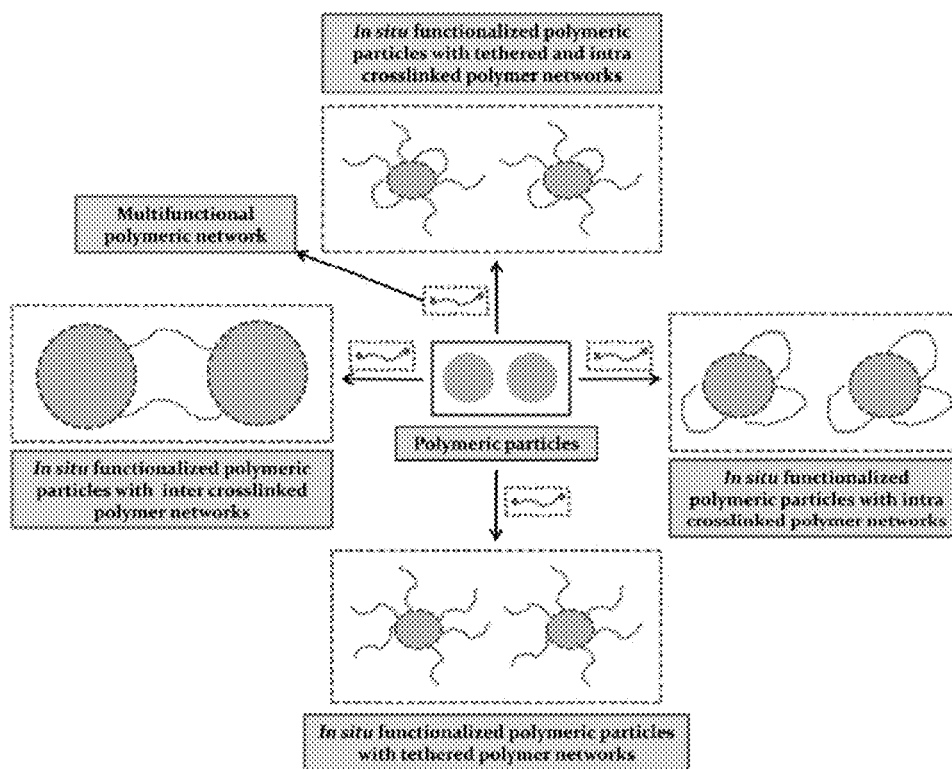 In situ functionalized polymeric
particles with tethered and intra
crosslinked polymer networks
Multifunctional
polymeric network
Polymeric particles
In situ functionalized polymeric
particles with inter crosslinked
polymer networks
In situ functionalized
polymeric particles with intra
crosslinked polymer networks
In situ functionalized polymeric particles
with tethered polymer networks